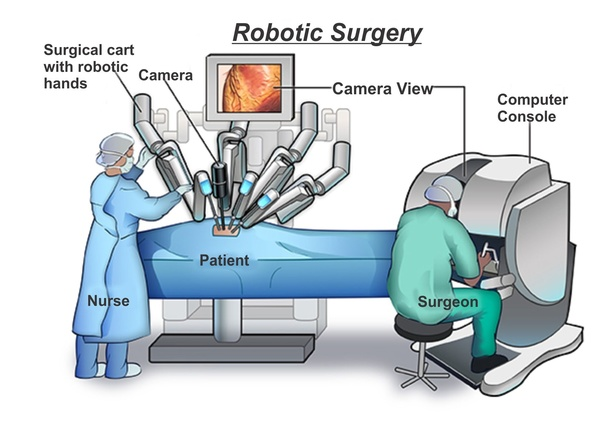 Robotic Surgery
Surgical cart
with robotic
hands
Camera
Camera View
Computer
Console
Patient
Nurse
Surgeon